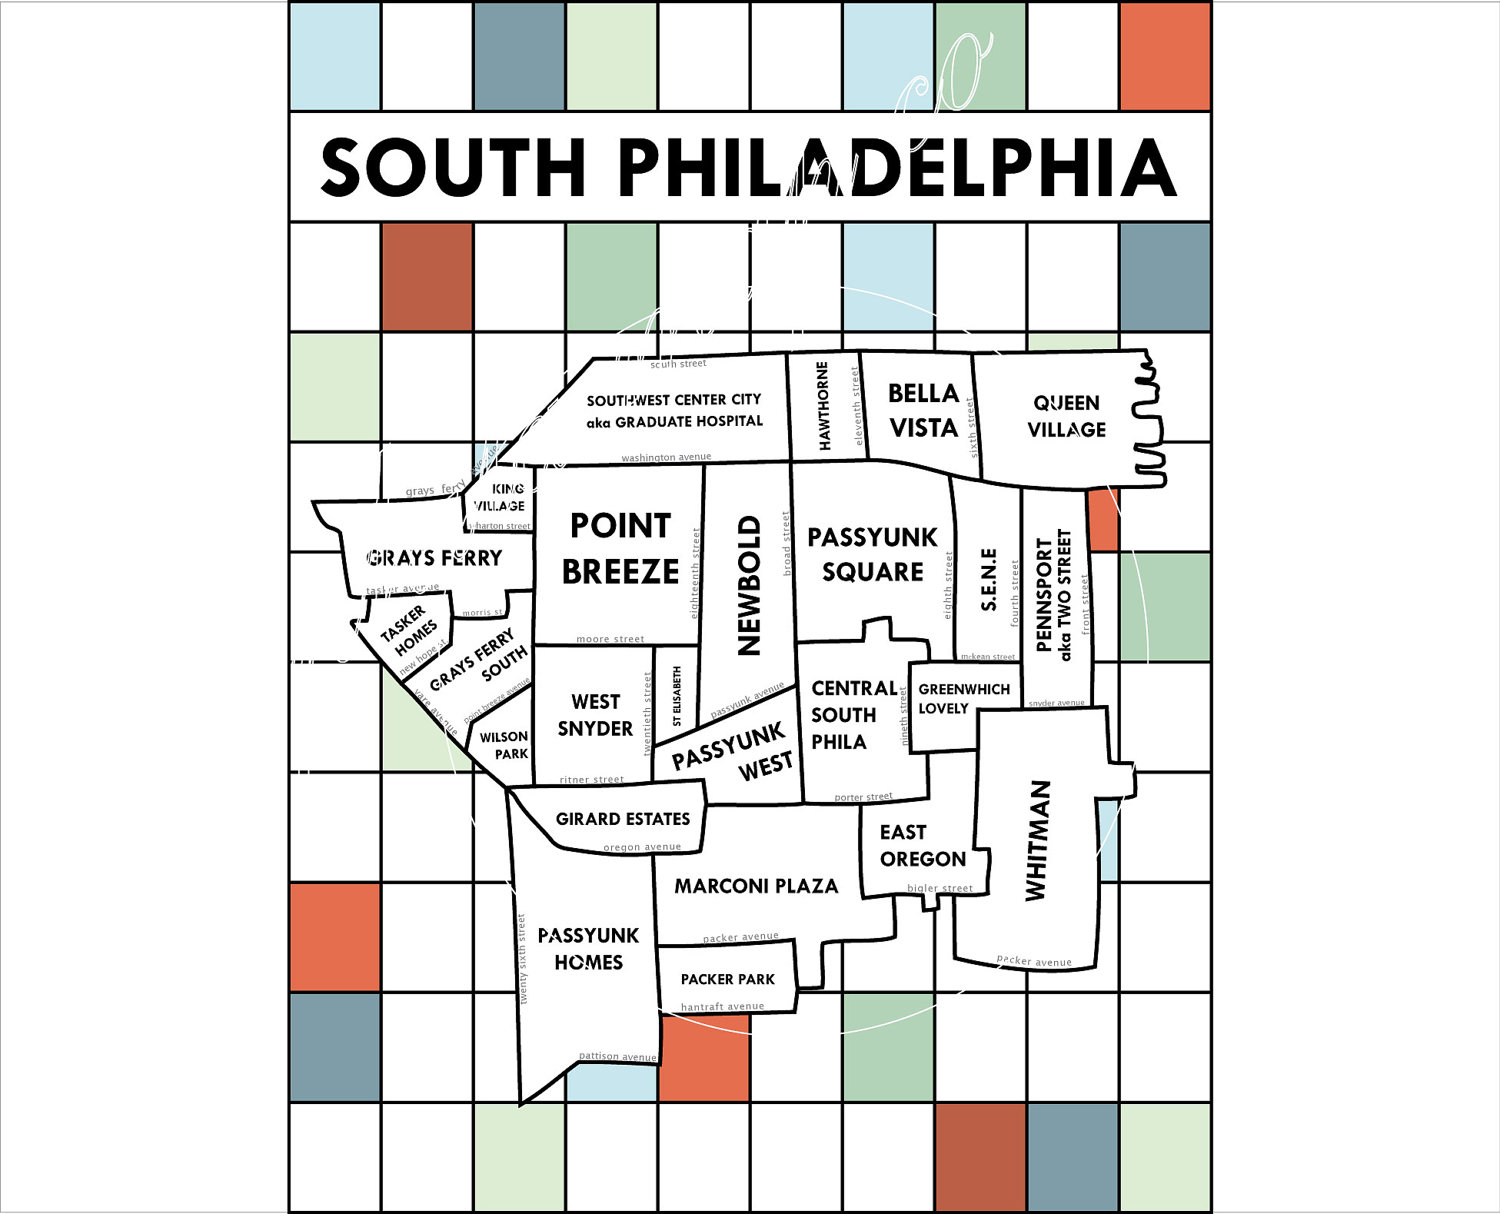 SOUTH PHILADELPHIA
south street
SOUTHWEST CENTER CITY
aka GRADUATE HOSPITAL
washington avenue
HAWTHORNE
eleventh street
BELLA
VISTA
sixth street
QUEEN
VILLAGE
grays ferry avenue
KING
VILLAGE
wharton street
GRAYS FERRY
tasker avenue
POINT
BREEZE
eighteenth street
moore street
NEWBOLD
broad street
PASSYUNK
SQUARE
eighth street
S.E.N.E
fourth street
mckean street
PENNSPORT
aka TWO STREET
front street
snyder avenue
TASKER
HOMES
new hope st
morris st
GRAYS FERRY
SOUTH
vare avenue
point breeze avenue
WILSON
PARK
WEST
SNYDER
twentieth street
ritner street
ST ELISABETH
passyunk avenue
PASSYUNK
WEST
CENTRAL
SOUTH
PHILA
nineth street
porter street
GREENWHICH
LOVELY
GIRARD ESTATES
oregon avenue
MARCONI PLAZA
packer avenue
EAST
OREGON
bigler street
WHITMAN
packer avenue
PASSYUNK
HOMES
twenty sixth street
pattison avenue
PACKER PARK
hantraft avenue